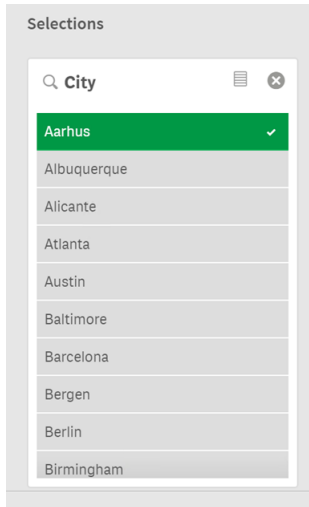 Selections
City
Aarhus
Albuquerque
Alicante
Atlanta
Austin
Baltimore
Barcelona
Bergen
Berlin
Birmingham